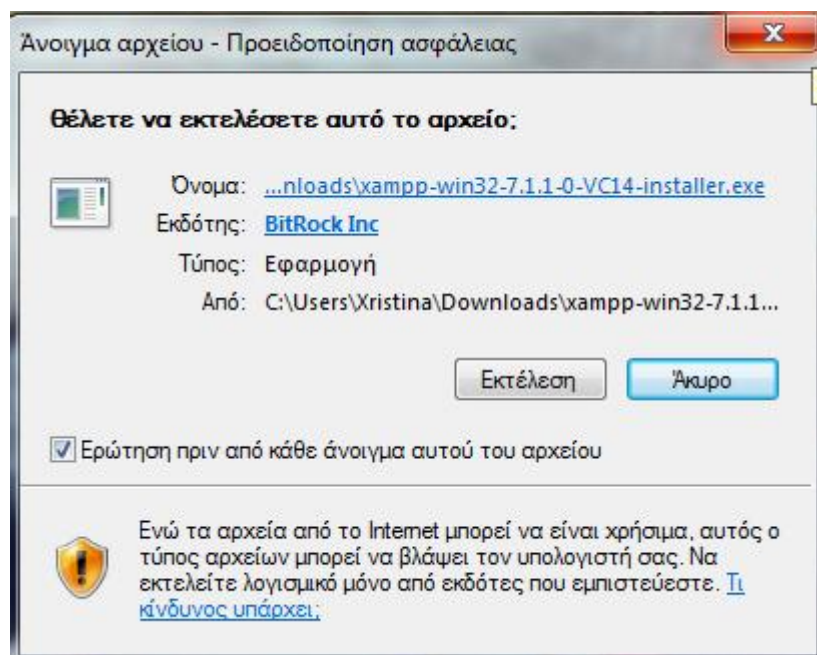 Άνοιγμα αρχείου - Προειδοποίηση ασφάλειας
Θέλετε να εκτελέσετε αυτό το αρχείο;
Όνομα: ...nloads\xampp-win32-7.1.1-0-VC14-installer.exe
Εκδότης: BitRock Inc
Τύπος: Εφαρμογή
Από: C:\Users\Xristina\Downloads\xampp-win32-7.1.1...
Εκτέλεση Άκυρο
Ερώτηση πριν από κάθε άνοιγμα αυτού του αρχείου
Ενώ τα αρχεία από το Internet μπορεί να είναι χρήσιμα, αυτός ο
τύπος αρχείων μπορεί να βλάψει τον υπολογιστή σας. Να
εκτελείτε λογισμικό μόνο από εκδότες που εμπιστεύεστε. Τι
κίνδυνος υπάρχει;